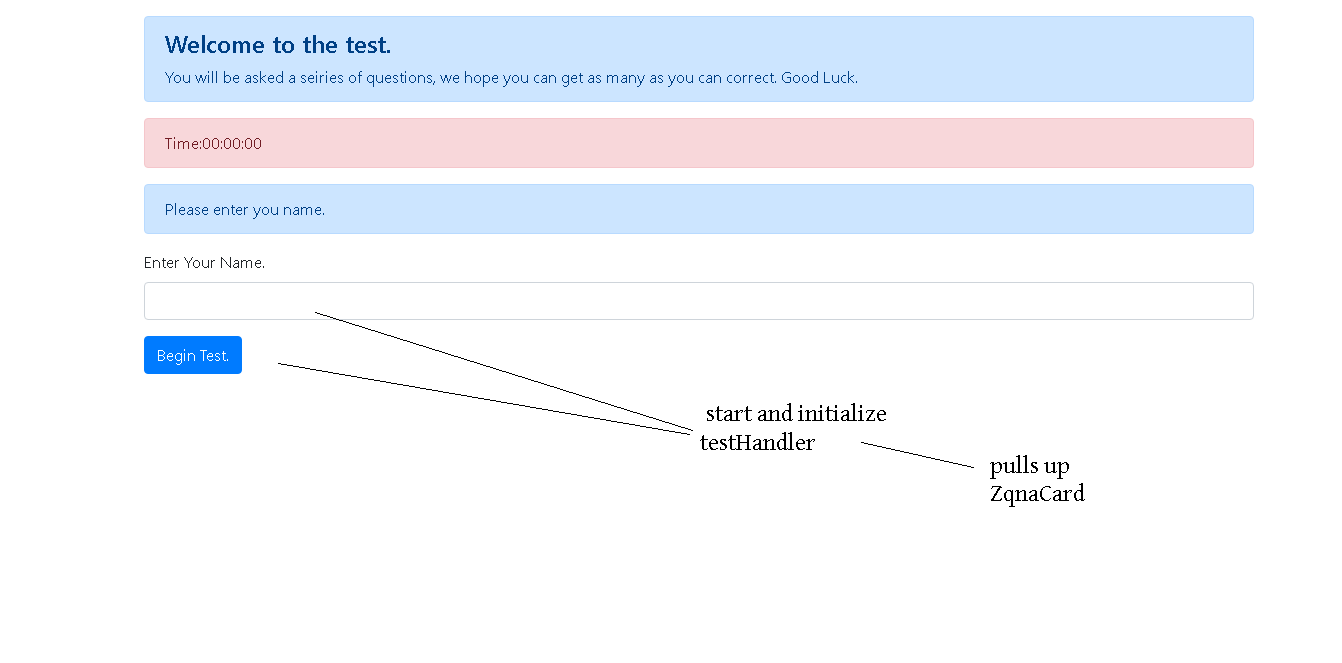 Welcome to the test.
You will be asked a seiries of questions, we hope you can get as many as you can correct. Good Luck.
Time:00:00:00
Please enter you name.
Enter Your Name.
Begin Test.
start and initialize
testHandler
pulls up
ZqnaCard